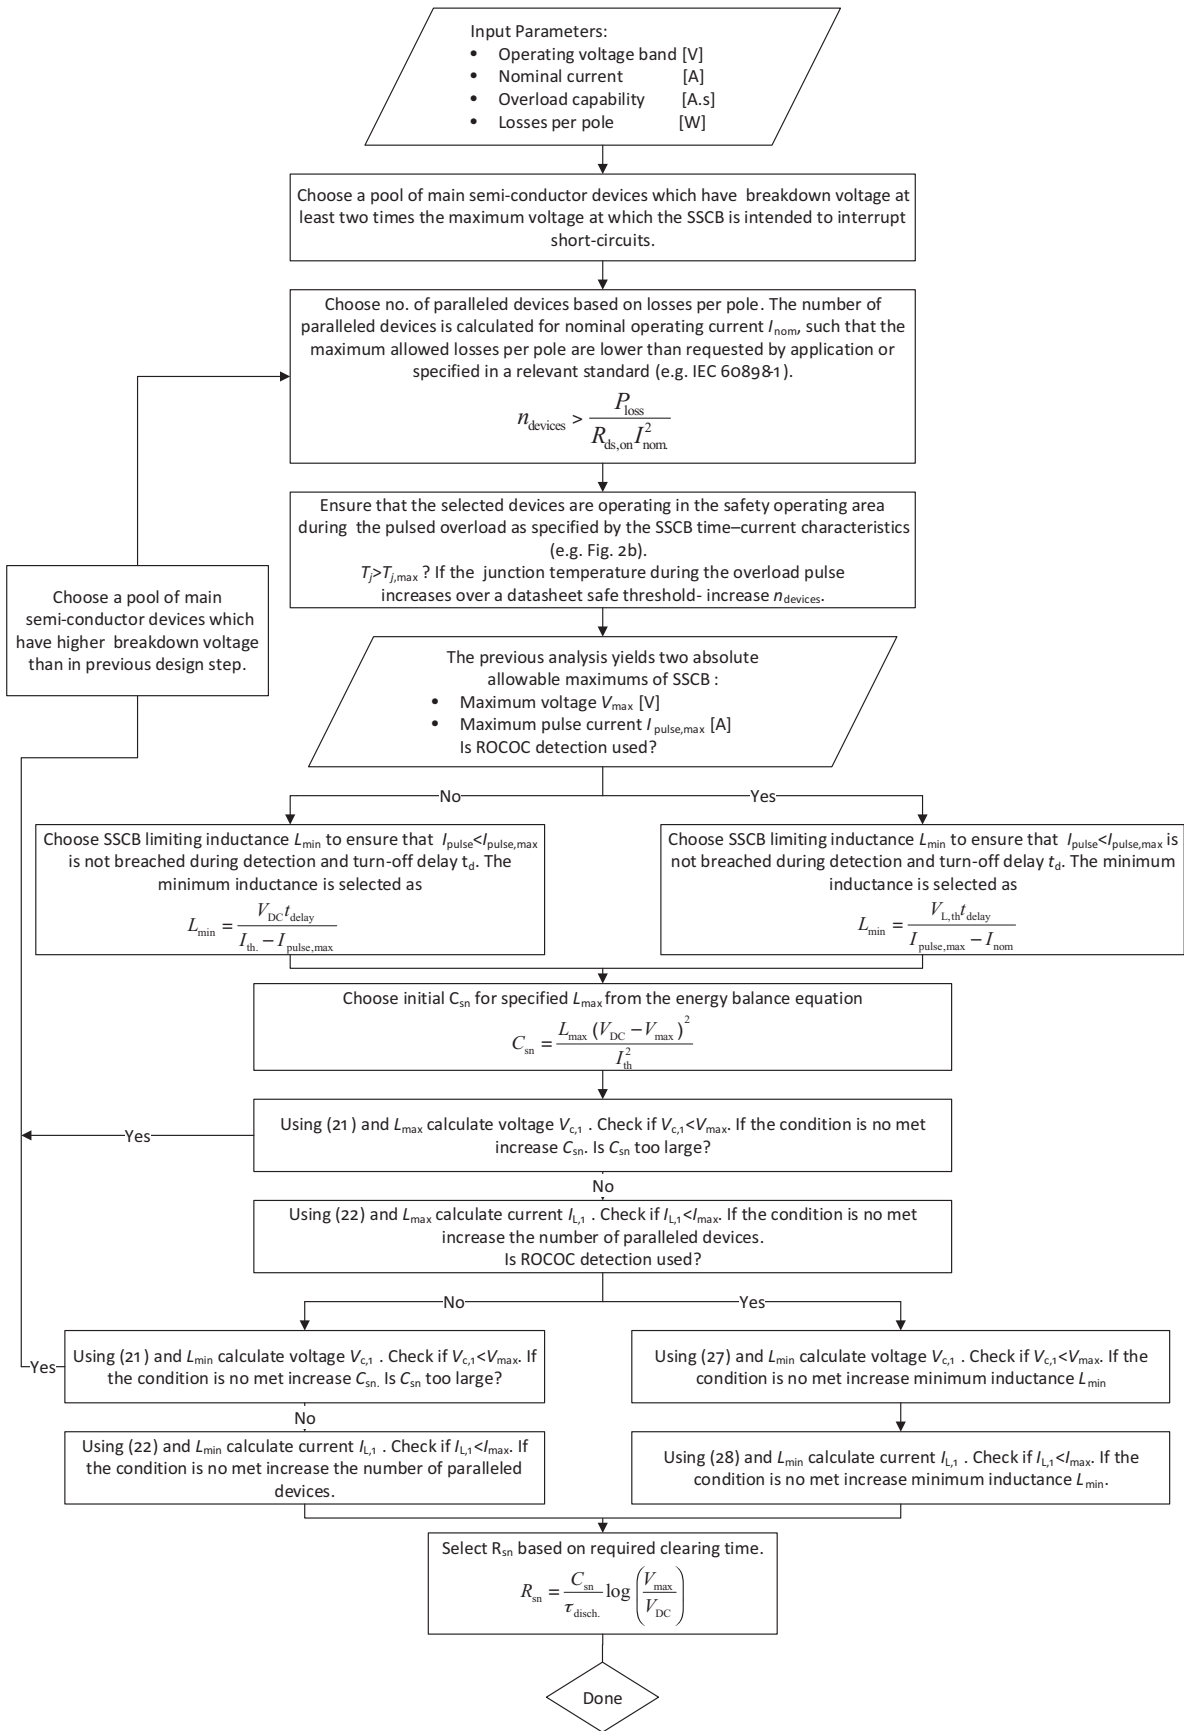 Input Parameters:
• Operating voltage band [V]
• Nominal current [A]
• Overload capability [A.s]
• Losses per pole [W]
Choose a pool of main semi-conductor devices which have breakdown voltage at
least two times the maximum voltage at which the SSCB is intended to interrupt
short-circuits.
Choose no. of paralleled devices based on losses per pole. The number of
paralleled devices is calculated for nominal operating current I_nom, such that the
maximum allowed losses per pole are lower than requested by application or
specified in a relevant standard (e.g. IEC 60898-1).
n_devices > P_loss / (R_ds,on I_nom.^2)
Ensure that the selected devices are operating in the safety operating area
during the pulsed overload as specified by the SSCB time–current characteristics
(e.g. Fig. 2b).
T_j>T_j,max ? If the junction temperature during the overload pulse
increases over a datasheet safe threshold- increase n_devices.
Choose a pool of main
semi-conductor devices which
have higher breakdown voltage
than in previous design step.
The previous analysis yields two absolute
allowable maximums of SSCB :
• Maximum voltage V_max [V]
• Maximum pulse current I_pulse,max [A]
Is ROCOC detection used?
No
Yes
Choose SSCB limiting inductance L_min to ensure that I_pulse<I_pulse,max
is not breached during detection and turn-off delay t_d. The
minimum inductance is selected as
L_min = V_DC t_delay / (I_th. − I_pulse,max)
Choose SSCB limiting inductance L_min to ensure that I_pulse<I_pulse,max is
not breached during detection and turn-off delay t_d. The minimum
inductance is selected as
L_min = V_L,th t_delay / (I_pulse,max − I_nom)
Choose initial C_sn for specified L_max from the energy balance equation
C_sn = L_max (V_DC − V_max)^2 / I_th^2
Using (21) and L_max calculate voltage V_c,1 . Check if V_c,1<V_max. If the condition is no met
increase C_sn. Is C_sn too large?
Yes
No
Using (22) and L_max calculate current I_L,1 . Check if I_L,1<I_max. If the condition is no met
increase the number of paralleled devices.
Is ROCOC detection used?
No
Yes
Using (21) and L_min calculate voltage V_c,1 . Check if V_c,1<V_max. If
the condition is no met increase C_sn. Is C_sn too large?
Yes
No
Using (22) and L_min calculate current I_L,1 . Check if I_L,1<I_max. If
the condition is no met increase the number of paralleled
devices.
Using (27) and L_min calculate voltage V_c,1 . Check if V_c,1<V_max. If the
condition is no met increase minimum inductance L_min
Using (28) and L_min calculate current I_L,1 . Check if I_L,1<I_max. If the
condition is no met increase minimum inductance L_min.
Select R_sn based on required clearing time.
R_sn = C_sn / τ_disch. log (V_max / V_DC)
Done